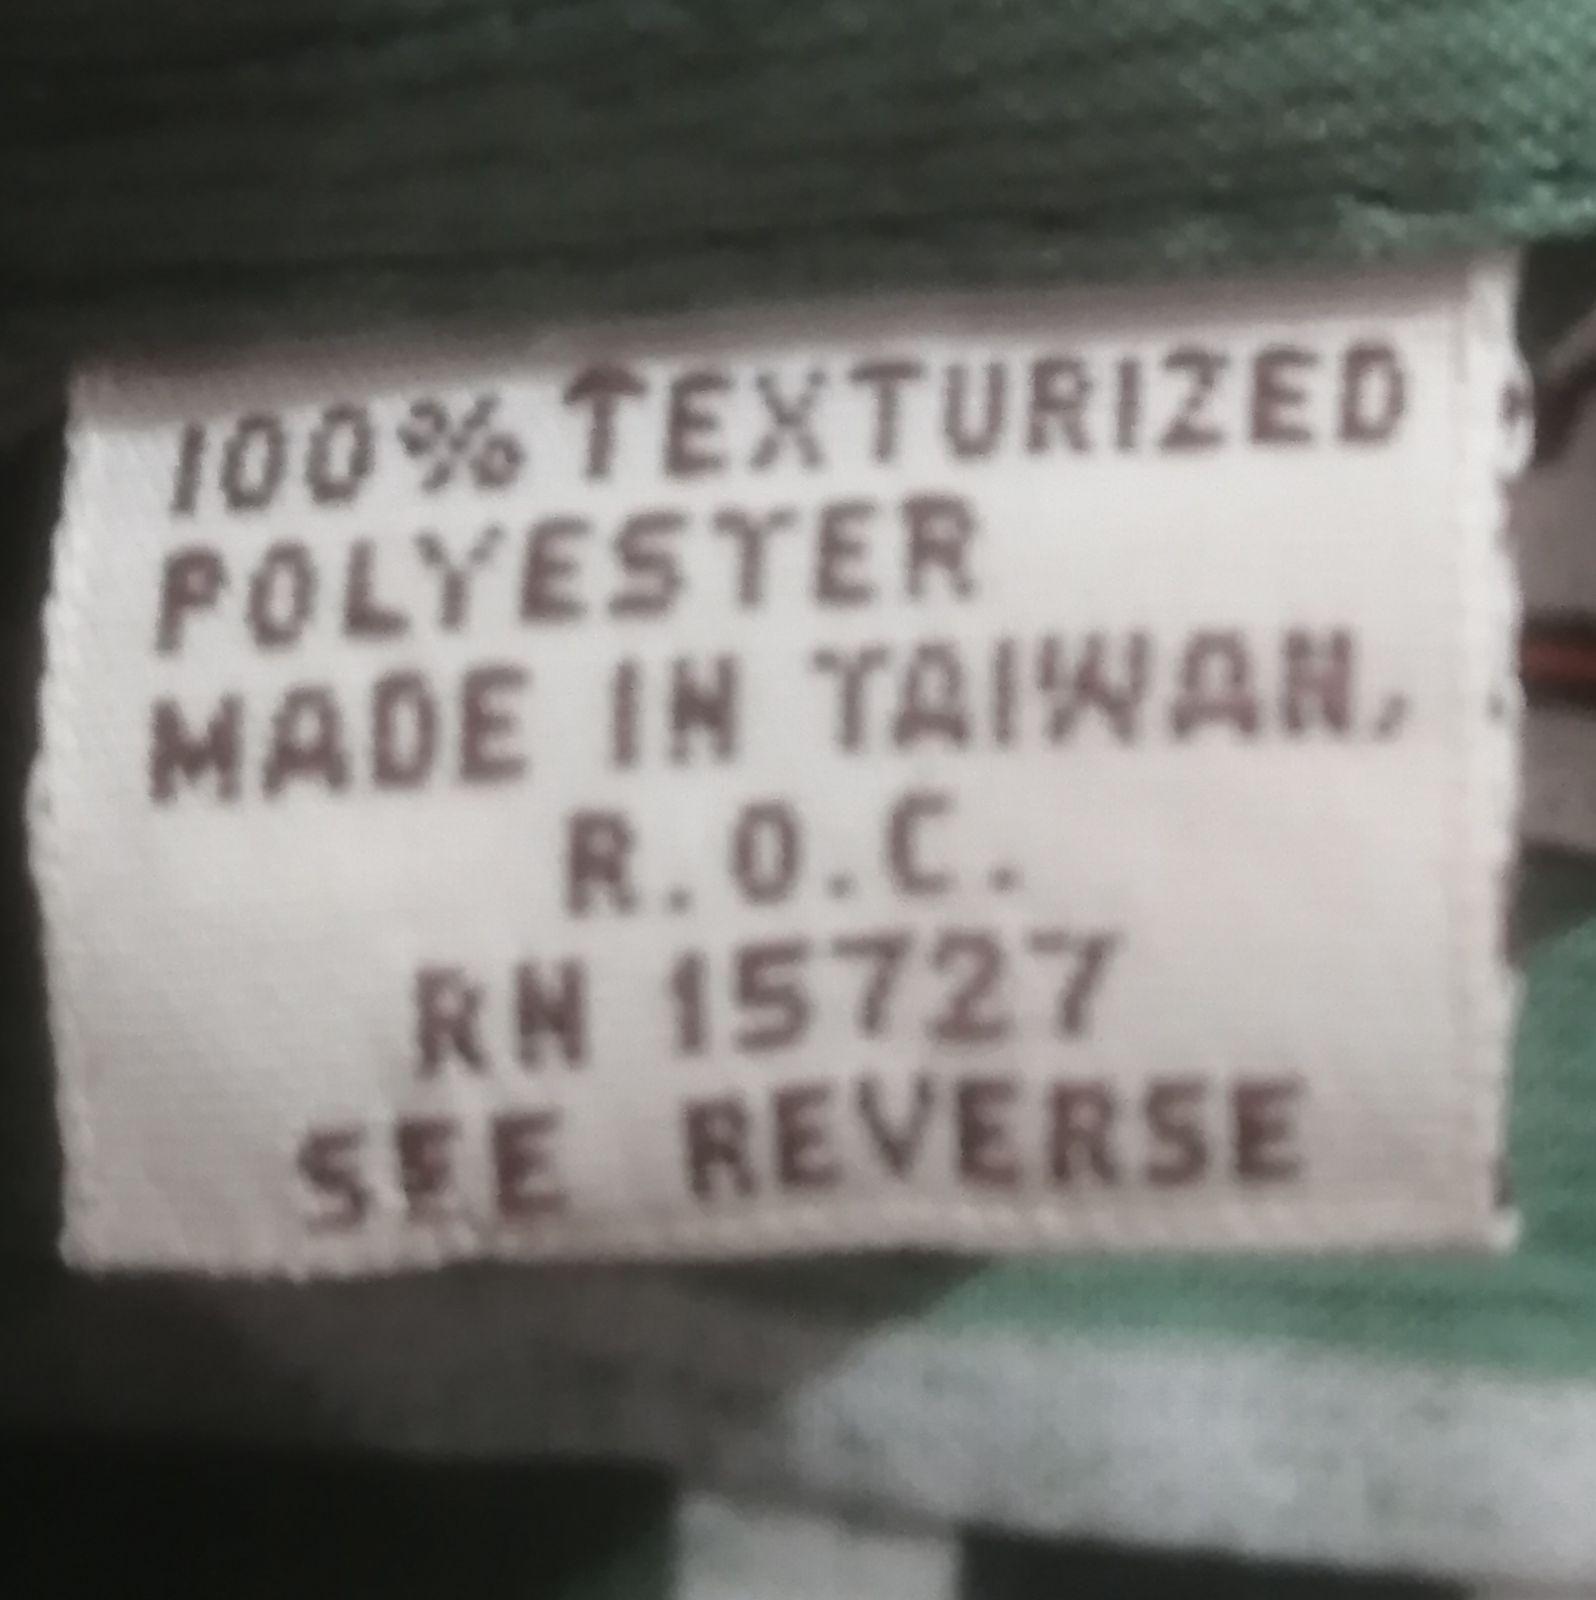 100% TEXTURIZED
POLYESTER
MADE IN TAIWAN,
R.O.C.
RN 15727
SEE REVERSE